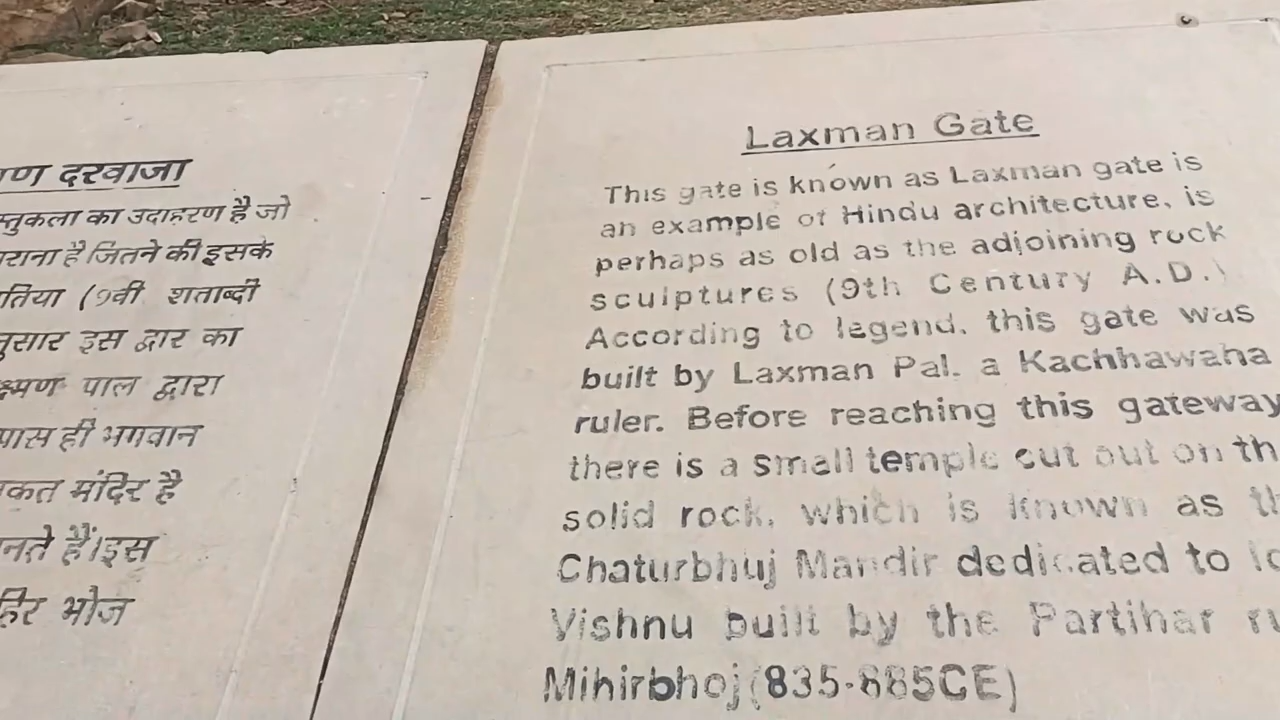 ण दरवाजा
स्तुकला का उदाहरण है जो
राना है जितने की इसके
तिया (9वी शताब्दी
नुसार इस द्वार का
क्ष्मण पाल द्वारा
पास ही भगवान
कत मंदिर है
नते हैं।इस
हिर भोज
Laxman Gate
This gate is known as Laxman gate is
an example of Hindu architecture, is
perhaps as old as the adjoining rock
sculptures (9th Century A.D.)
According to legend. this gate was
built by Laxman Pal. a Kachhawaha
ruler. Before reaching this gateway
there is a small temple cut out on th
solid rock, which is known as th
Chaturbhuj Mandir dedicated to lo
Vishnu built by the Partihar ru
Mihirbhoj(835-885CE)